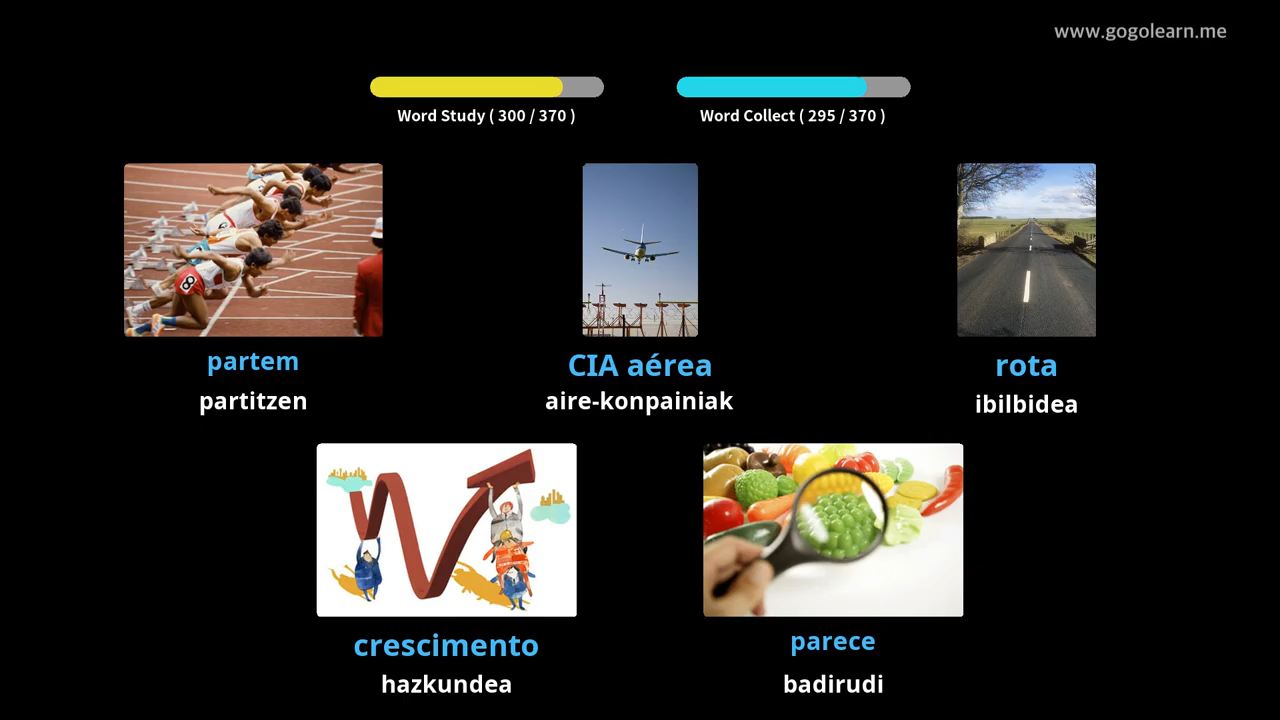 www.gogolearn.me
Word Study ( 300 / 370 )
Word Collect ( 295 / 370 )
partem
partitzen
CIA aérea
aire-konpainiak
rota
ibilbidea
crescimento
hazkundea
parece
badirudi